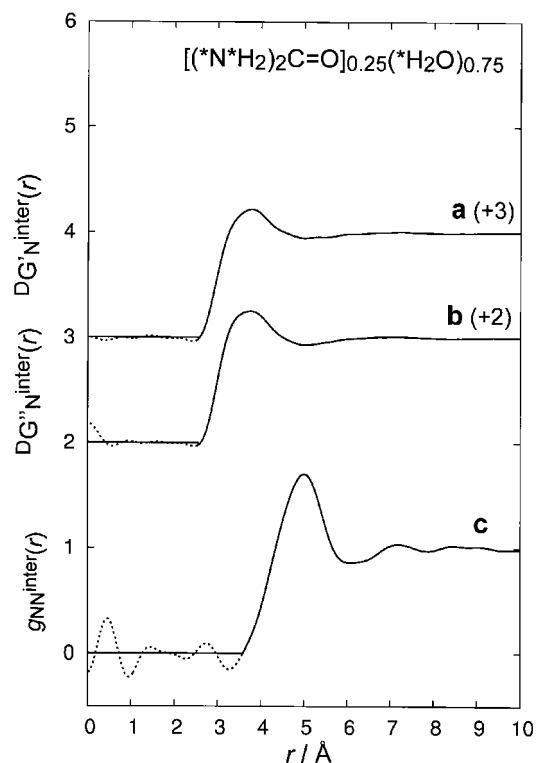 6
[(*N*H2)2C=O]0.25(*H2O)0.75
5
a (+3)
4
DG'Ninter(r)
b (+2)
3
DG''Ninter(r)
2
c
1
gNNinter(r)
0
0 1 2 3 4 5 6 7 8 9 10
r / Å